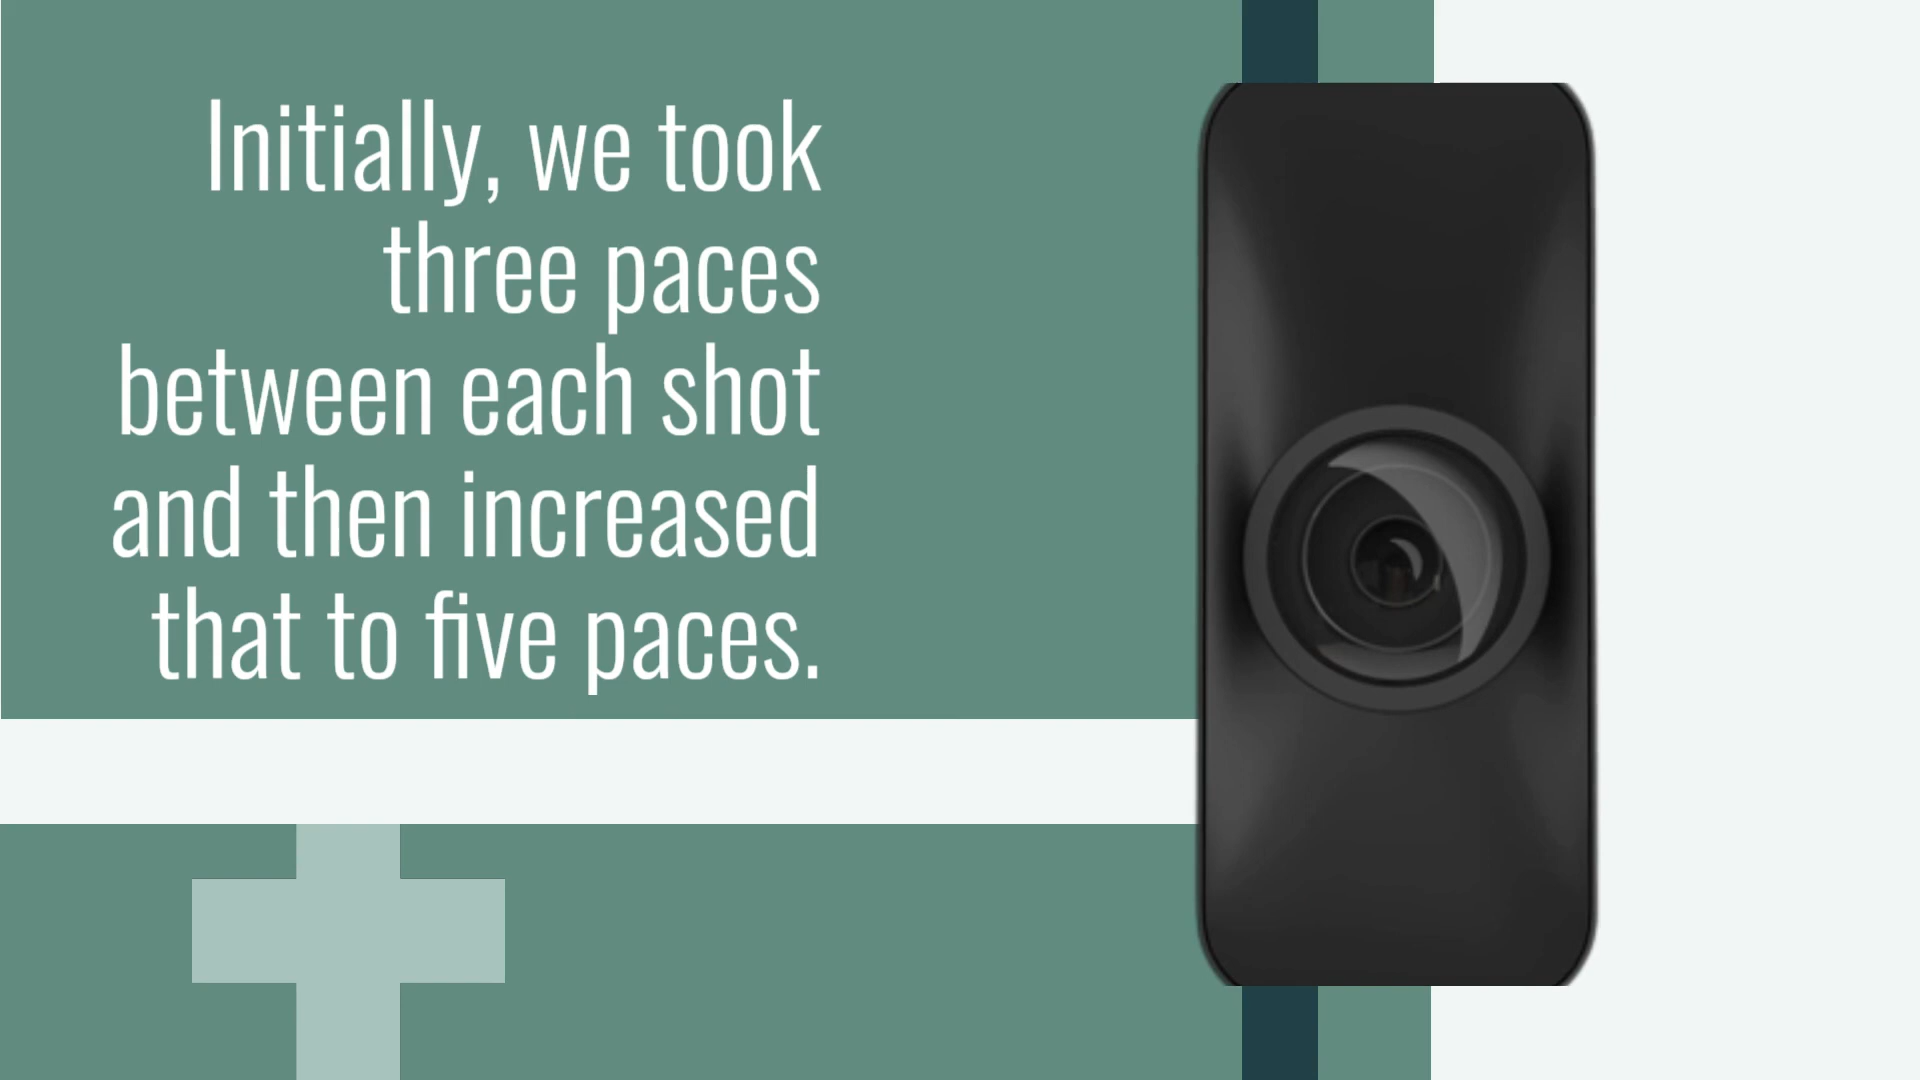 Initially, we took
three paces
between each shot
and then increased
that to five paces.